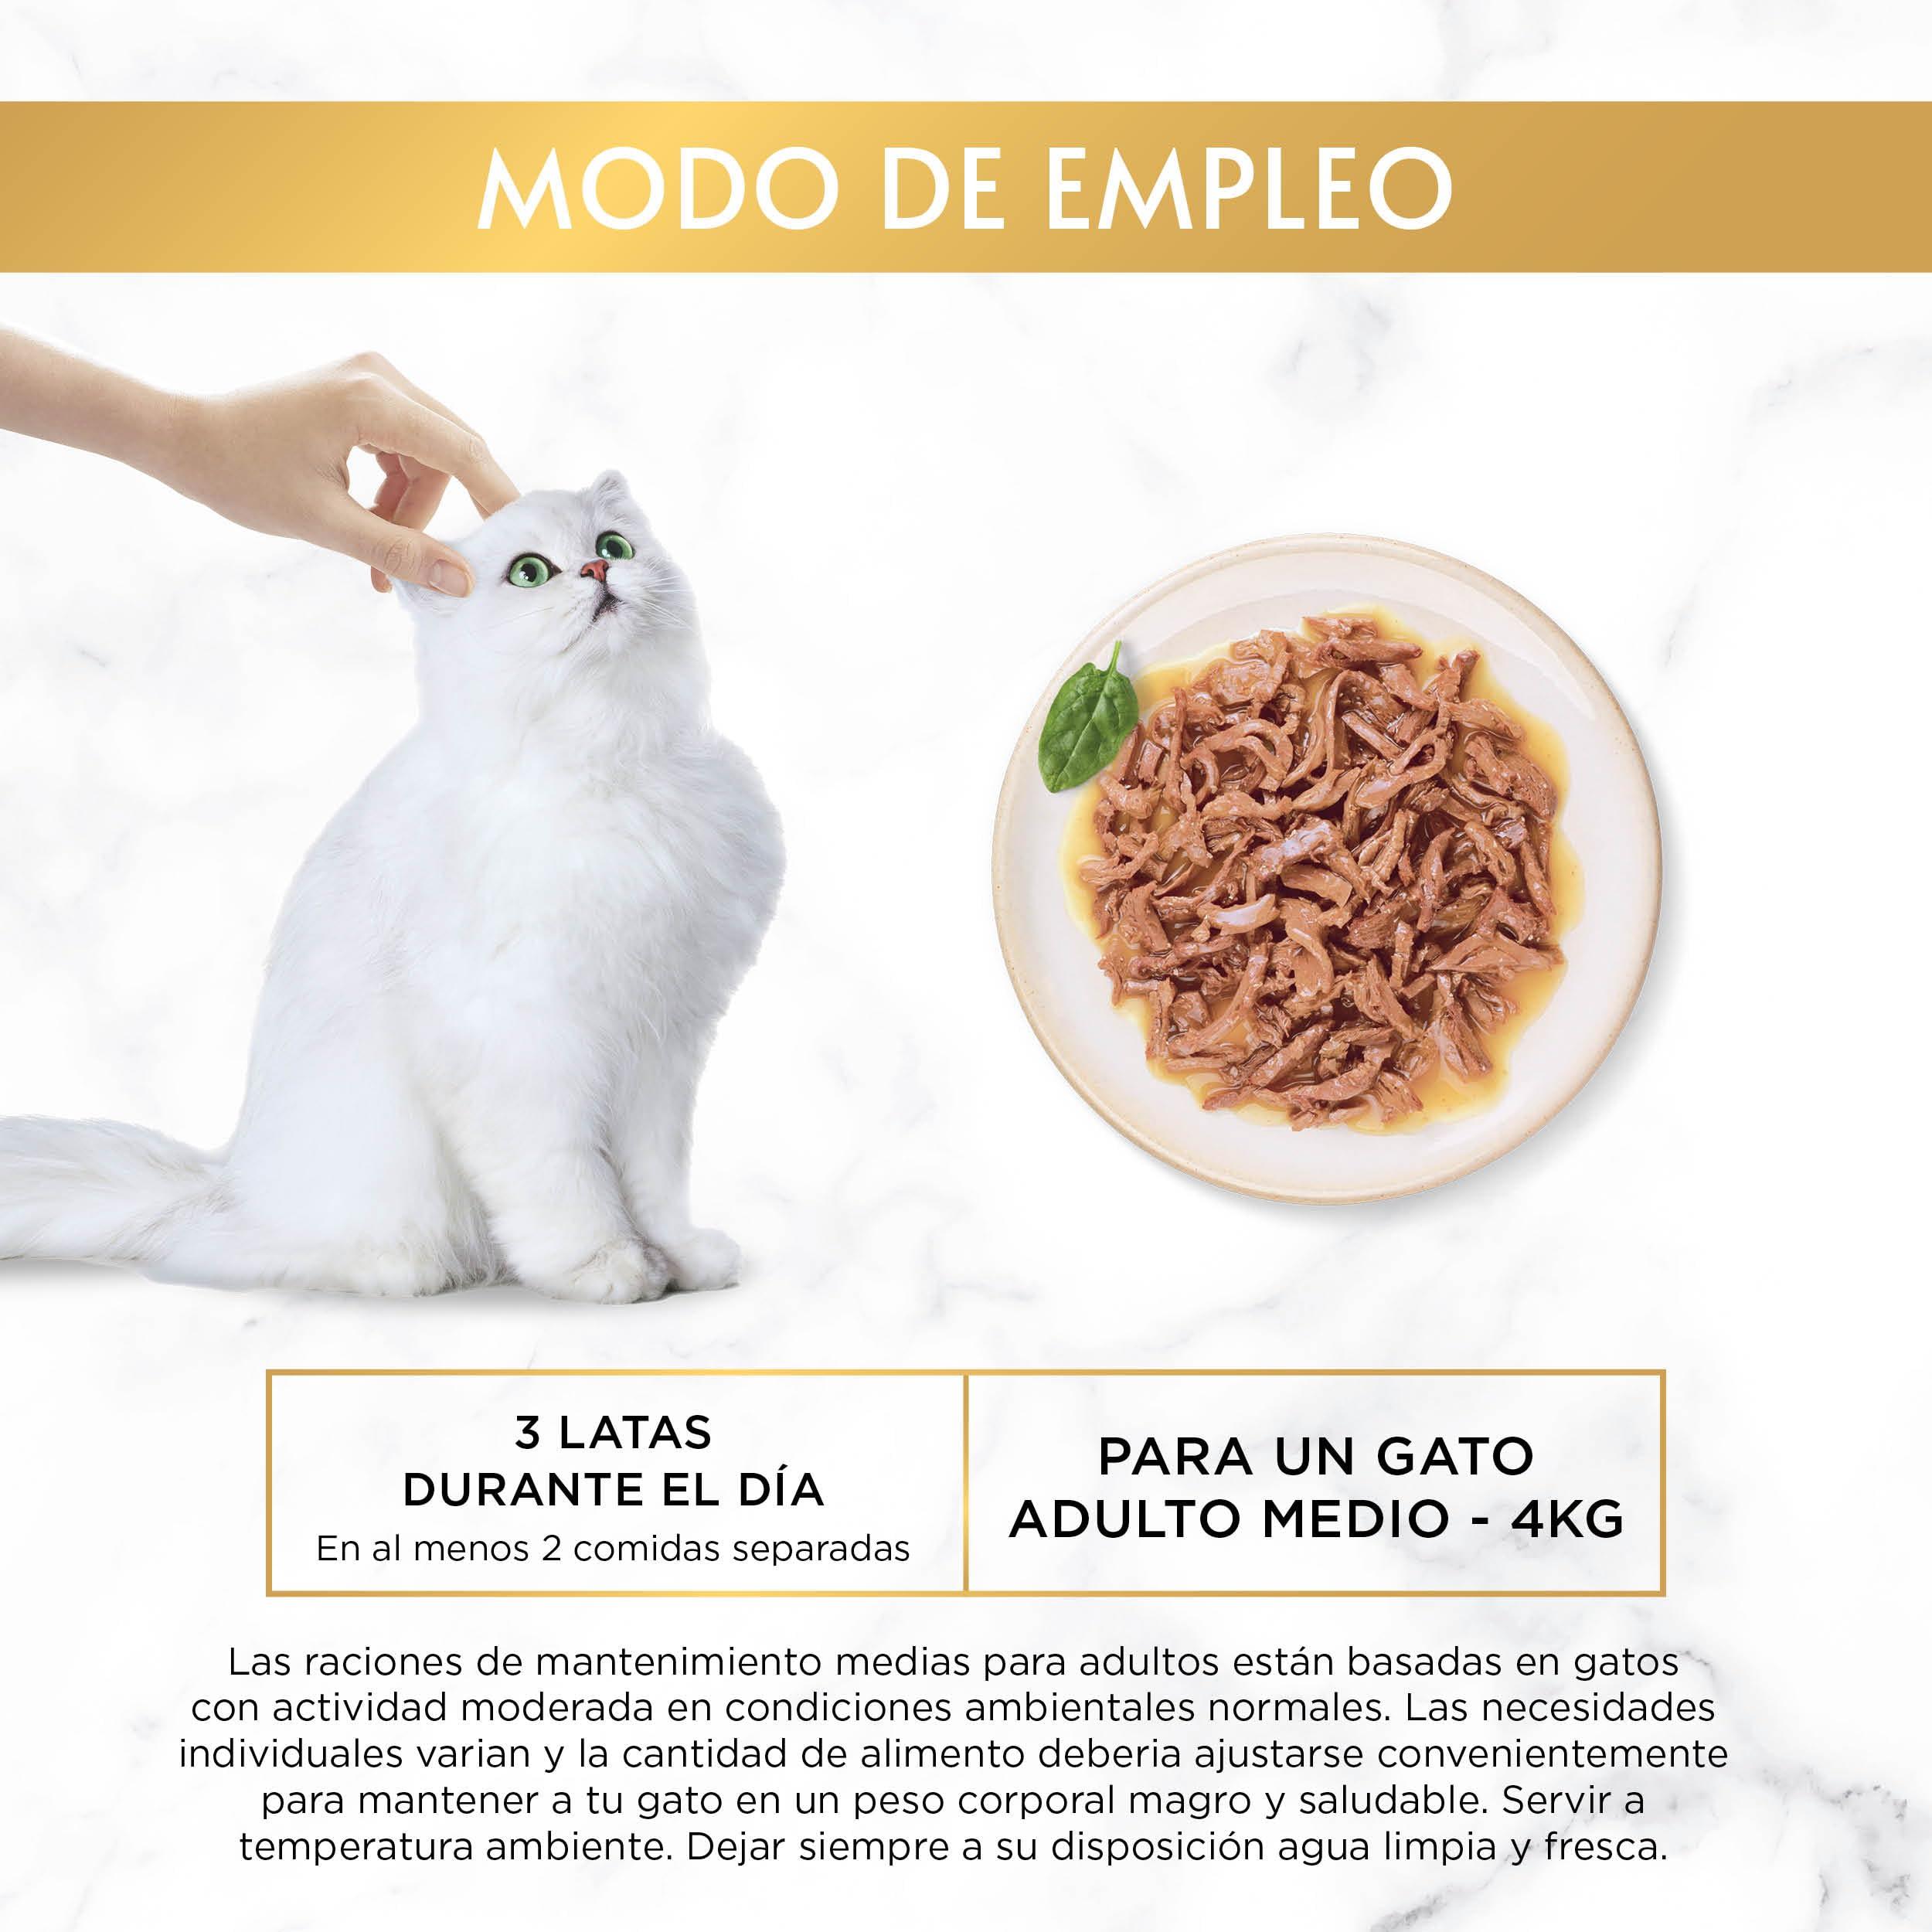 MODO DE EMPLEO
3 LATAS
DURANTE EL DÍA
En al menos 2 comidas separadas
PARA UN GATO
ADULTO MEDIO - 4KG
Las raciones de mantenimiento medias para adultos están basadas en gatos
con actividad moderada en condiciones ambientales normales. Las necesidades
individuales varian y la cantidad de alimento deberia ajustarse convenientemente
para mantener a tu gato en un peso corporal magro y saludable. Servir a
temperatura ambiente. Dejar siempre a su disposición agua limpia y fresca.